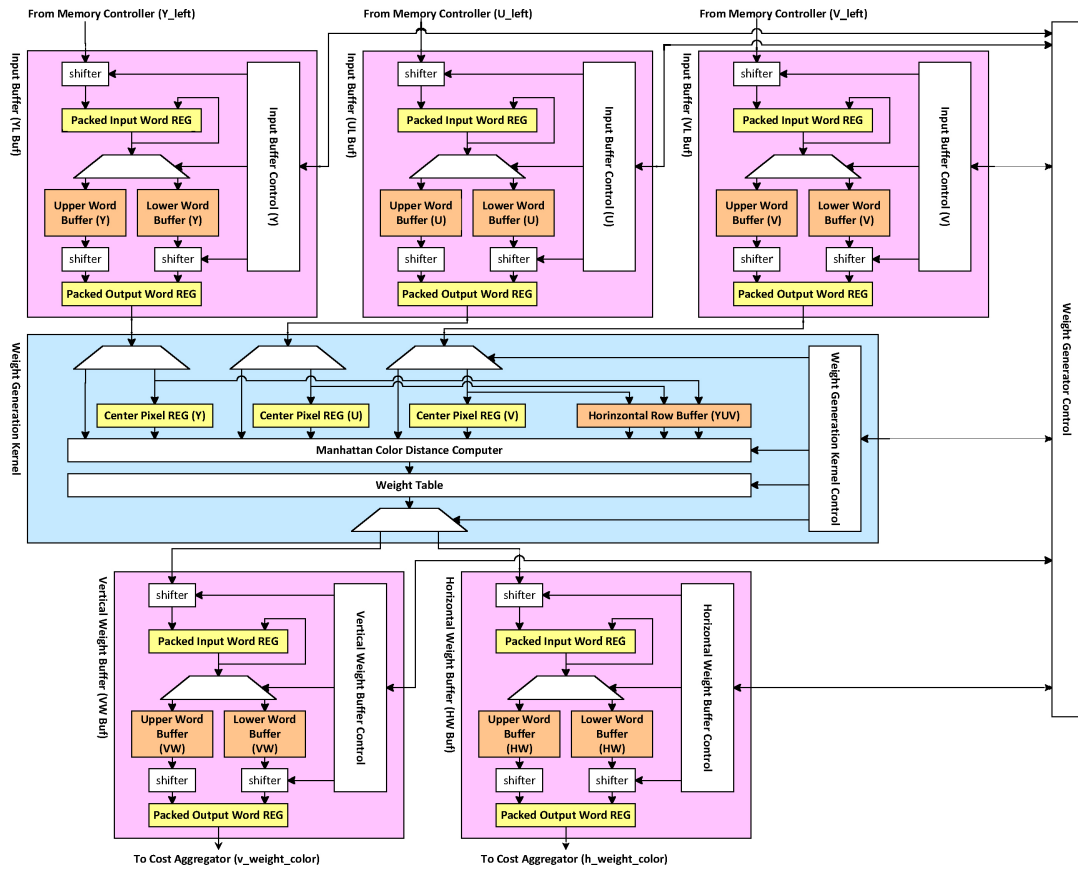 From Memory Controller (Y_left)
From Memory Controller (U_left)
From Memory Controller (V_left)
Input Buffer (YL Buf)
shifter
Packed Input Word REG
Input Buffer Control (Y)
Upper Word
Buffer (Y)
Lower Word
Buffer (Y)
shifter
shifter
Packed Output Word REG
Input Buffer (UL Buf)
shifter
Packed Input Word REG
Input Buffer Control (U)
Upper Word
Buffer (U)
Lower Word
Buffer (U)
shifter
shifter
Packed Output Word REG
Input Buffer (VL Buf)
shifter
Packed Input Word REG
Input Buffer Control (V)
Upper Word
Buffer (V)
Lower Word
Buffer (V)
shifter
shifter
Packed Output Word REG
Weight Generator Control
Weight Generation Kernel
Center Pixel REG (Y)
Center Pixel REG (U)
Center Pixel REG (V)
Horinzontal Row Buffer (YUV)
Manhattan Color Distance Computer
Weight Table
Weight Generation Kernel Control
Vertical Weight Buffer (VW Buf)
shifter
Packed Input Word REG
Vertical Weight Buffer Control
Upper Word
Buffer
(VW)
Lower Word
Buffer
(VW)
shifter
shifter
Packed Output Word REG
To Cost Aggregator (v_weight_color)
Horizontal Weight Buffer (HW Buf)
shifter
Packed Input Word REG
Horizontal Weight Buffer Control
Upper Word
Buffer
(HW)
Lower Word
Buffer
(HW)
shifter
shifter
Packed Output Word REG
To Cost Aggregator (h_weight_color)